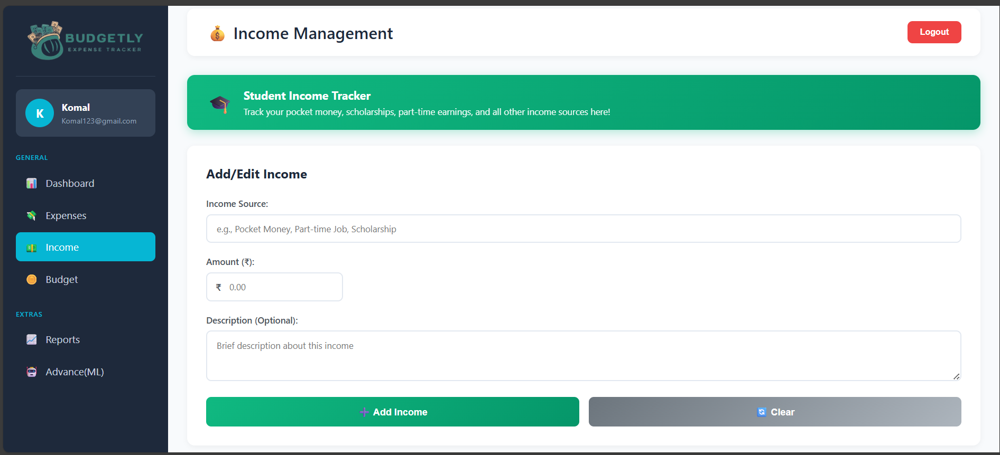 BUDGETLY
EXPENSE TRACKER
K
Komal
Komal123@gmail.com
GENERAL
Dashboard
Expenses
Income
Budget
EXTRAS
Reports
Advance(ML)
Income Management
Logout
Student Income Tracker
Track your pocket money, scholarships, part-time earnings, and all other income sources here!
Add/Edit Income
Income Source:
e.g., Pocket Money, Part-time Job, Scholarship
Amount (₹):
₹ 0.00
Description (Optional):
Brief description about this income
Add Income
Clear